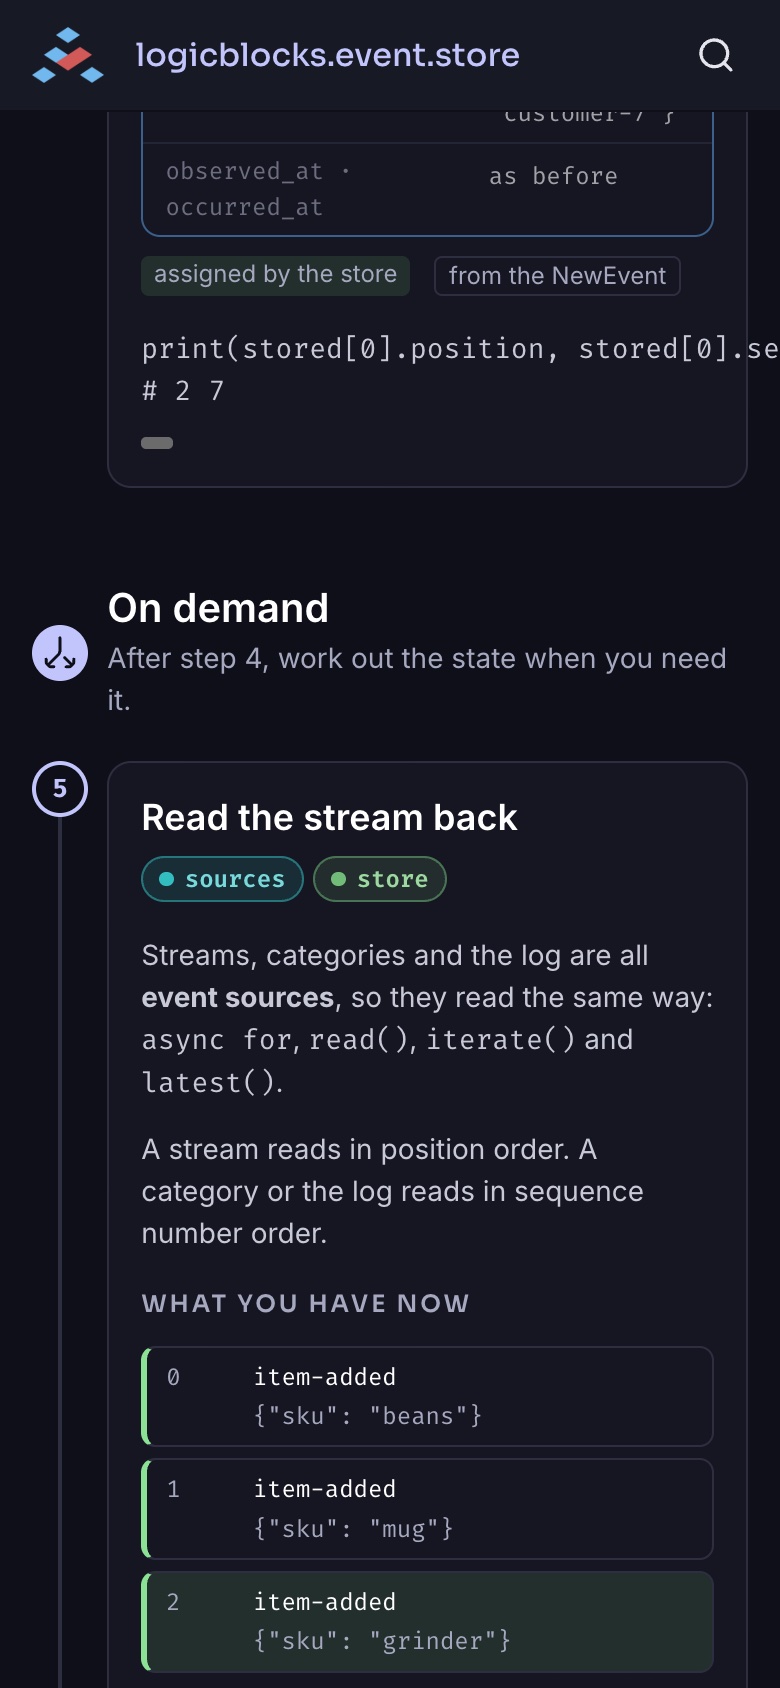 logicblocks.event.store
customer-7 }
observed_at ·
occurred_at
as before
assigned by the store
from the NewEvent
print(stored[0].position, stored[0].se
# 2 7
On demand
After step 4, work out the state when you need
it.
5
Read the stream back
sources
store
Streams, categories and the log are all
event sources, so they read the same way:
async for, read(), iterate() and
latest().
A stream reads in position order. A
category or the log reads in sequence
number order.
WHAT YOU HAVE NOW
0 item-added
{"sku": "beans"}
1 item-added
{"sku": "mug"}
2 item-added
{"sku": "grinder"}